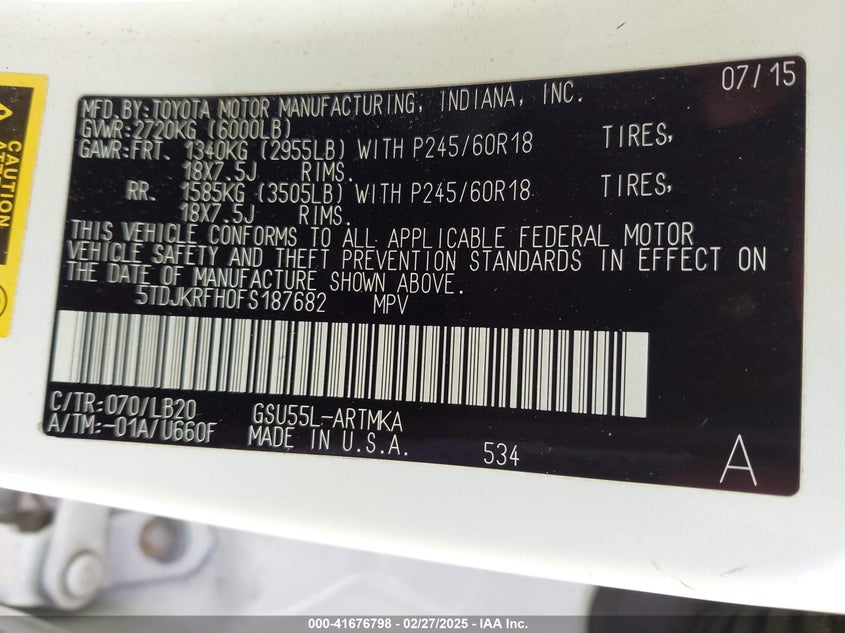 07/15
MFD.BY:TOYOTA MOTOR MANUFACTURING, INDIANA, INC.
GVWR:2720KG (6000LB)
GAWR:FRT. 1340KG (2955LB) WITH P245/60R18 TIRES,
18X7.5J RIMS.
RR. 1585KG (3505LB) WITH P245/60R18 TIRES,
18X7.5J RIMS.
THIS VEHICLE CONFORMS TO ALL APPLICABLE FEDERAL MOTOR
VEHICLE SAFETY AND THEFT PREVENTION STANDARDS IN EFFECT ON
THE DATE OF MANUFACTURE SHOWN ABOVE.
5TDJKRFH0FS187682 MPV
C/TR:070/LB20 GSU55L-ARTMKA
A/TM:-01A/U660F MADE IN U.S.A. 534
A
CAUTION
000-41676798 - 02/27/2025 - IAA Inc.